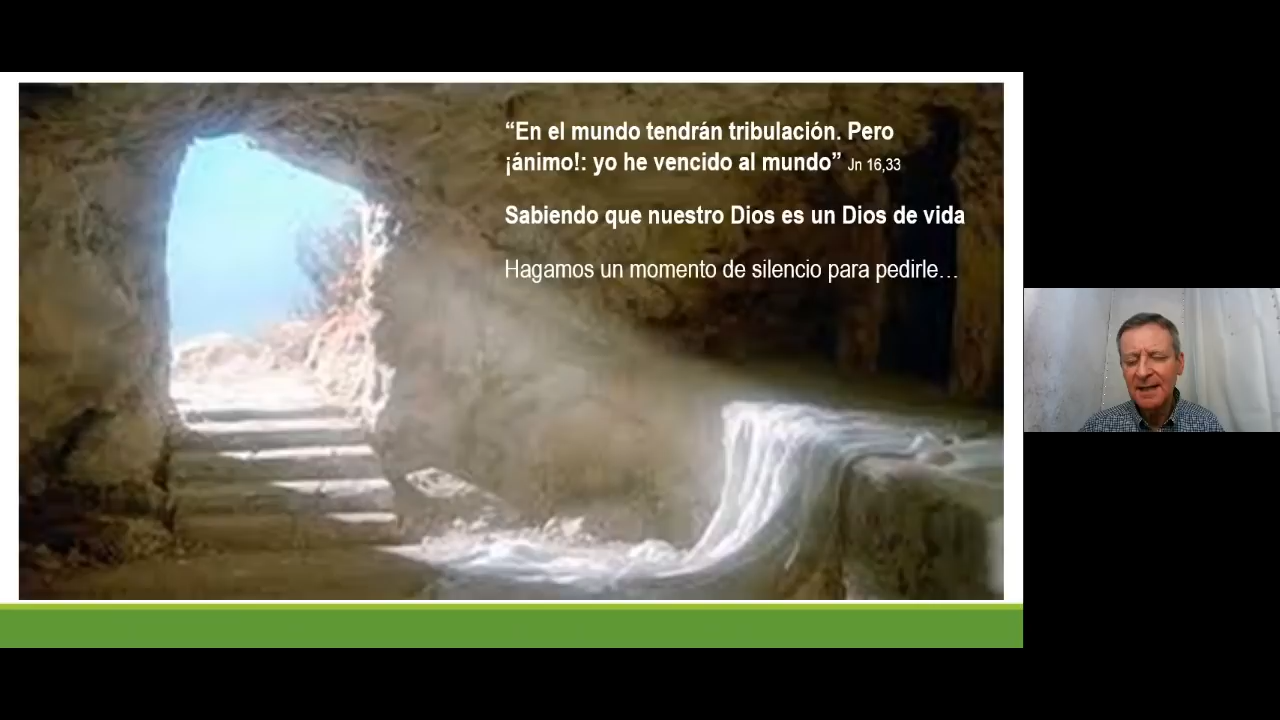 “En el mundo tendrán tribulación. Pero
¡ánimo!: yo he vencido al mundo” Jn 16,33
Sabiendo que nuestro Dios es un Dios de vida
Hagamos un momento de silencio para pedirle…